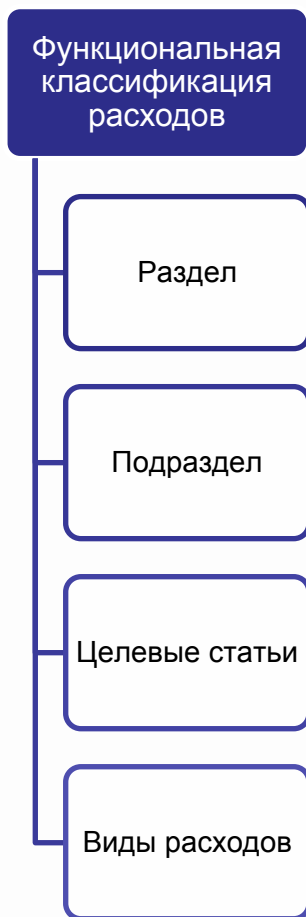 Функциональная
классификация
расходов
Раздел
Подраздел
Целевые статьи
Виды расходов